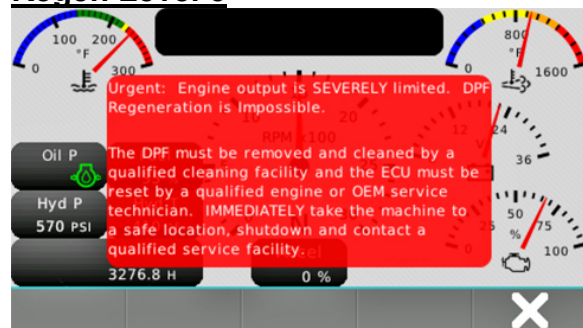 100 200
°F
0 300
800
°F
0 1600
Urgent: Engine output is SEVERELY limited. DPF
Regeneration is Impossible.
20
RPM x100
12 24
V
36
Oil P
The DPF must be removed and cleaned by a
qualified cleaning facility and the ECU must be
reset by a qualified engine or OEM service
technician. IMMEDIATELY take the machine to
a safe location, shutdown and contact a
qualified service facility.
Hyd P
570 PSI
50
25 75
%
0 100
3276.8 H
0 %